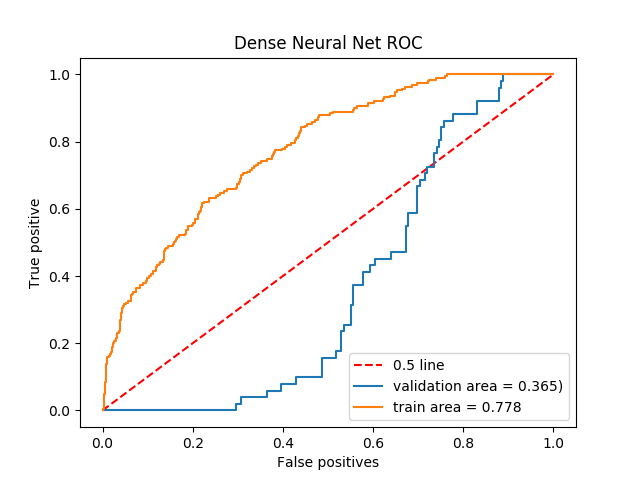 Dense Neural Net ROC
1.0
0.8
0.6
0.4
0.2
0.0
True positive
0.5 line
validation area = 0.365)
train area = 0.778
0.0 0.2 0.4 0.6 0.8 1.0
False positives